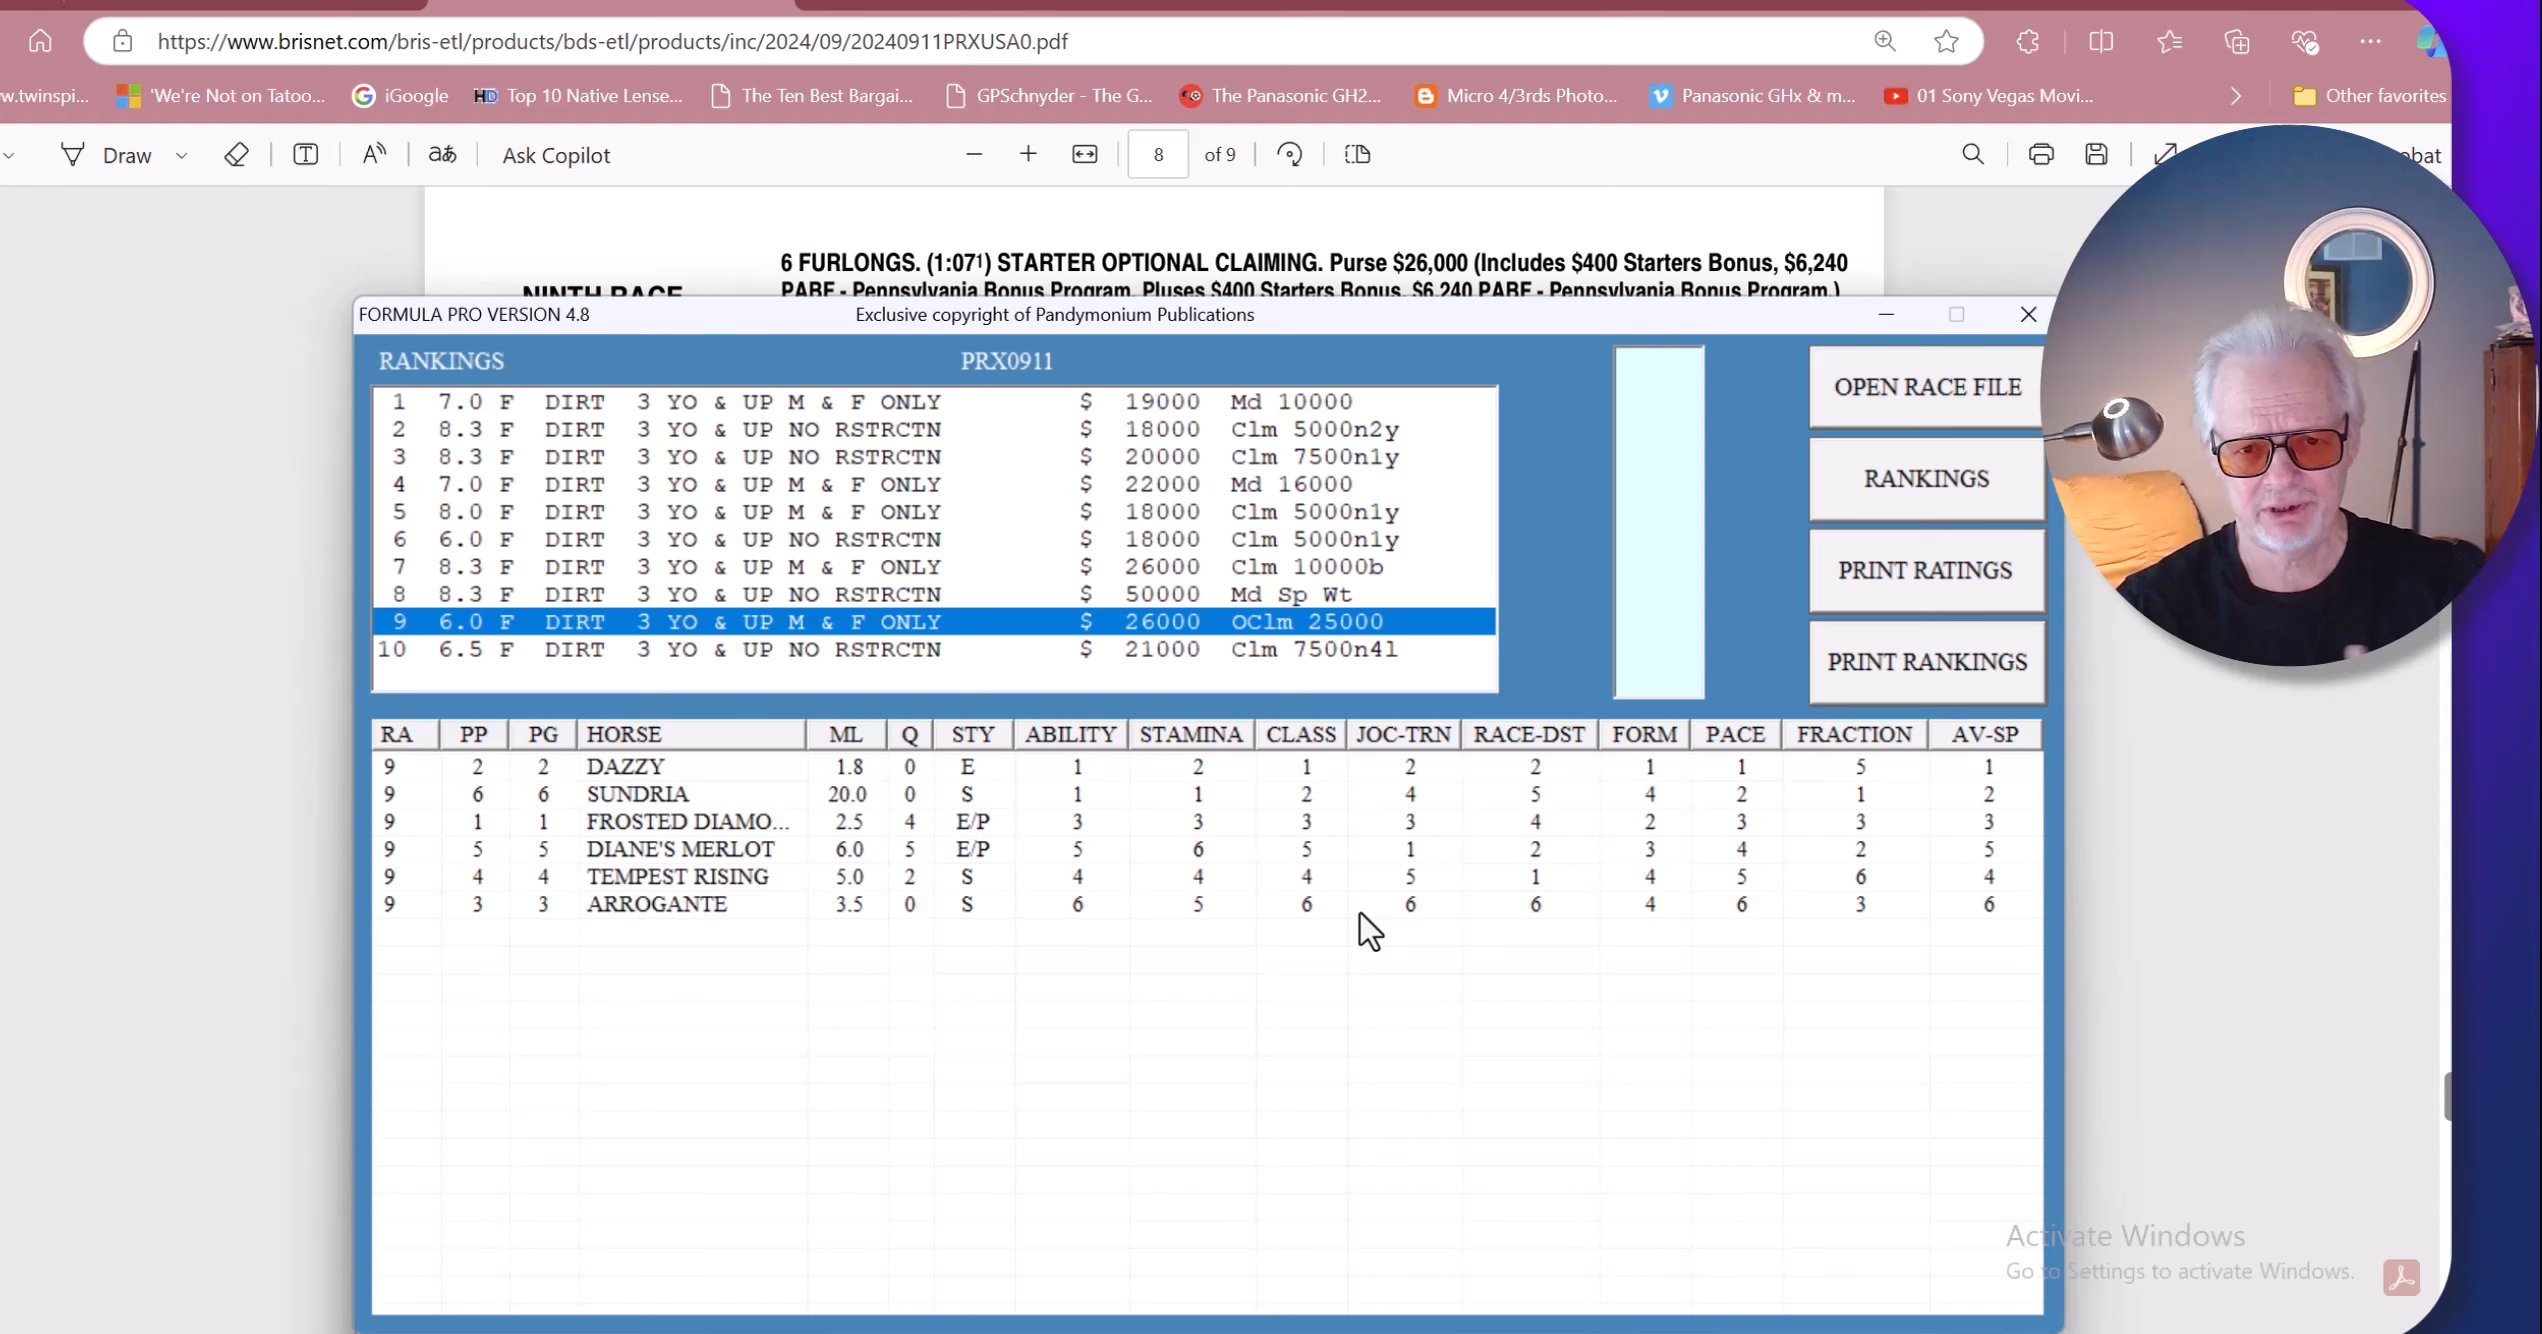 https://www.brisnet.com/bris-etl/products/bds-etl/products/inc/2024/09/20240911PRXUSA0.pdf
w.twinspi... 'We're Not on Tatoo... iGoogle HD Top 10 Native Lense... The Ten Best Bargai... GPSchnyder - The G... The Panasonic GH2... Micro 4/3rds Photo... Panasonic GHx & m... 01 Sony Vegas Movi... Other favorites
Draw Ask Copilot 8 of 9 obat
6 FURLONGS. (1:07¹) STARTER OPTIONAL CLAIMING. Purse $26,000 (Includes $400 Starters Bonus, $6,240
NINTH RACE PABF - Pennsylvania Bonus Program. Pluses $400 Starters Bonus, $6,240 PABF - Pennsylvania Bonus Program.)
FORMULA PRO VERSION 4.8 Exclusive copyright of Pandymonium Publications
RANKINGS PRX0911
1 7.0 F DIRT 3 YO & UP M & F ONLY $ 19000 Md 10000
2 8.3 F DIRT 3 YO & UP NO RSTRCTN $ 18000 Clm 5000n2y
3 8.3 F DIRT 3 YO & UP NO RSTRCTN $ 20000 Clm 7500n1y
4 7.0 F DIRT 3 YO & UP M & F ONLY $ 22000 Md 16000
5 8.0 F DIRT 3 YO & UP M & F ONLY $ 18000 Clm 5000n1y
6 6.0 F DIRT 3 YO & UP NO RSTRCTN $ 18000 Clm 5000n1y
7 8.3 F DIRT 3 YO & UP M & F ONLY $ 26000 Clm 10000b
8 8.3 F DIRT 3 YO & UP NO RSTRCTN $ 50000 Md Sp Wt
9 6.0 F DIRT 3 YO & UP M & F ONLY $ 26000 OClm 25000
10 6.5 F DIRT 3 YO & UP NO RSTRCTN $ 21000 Clm 7500n4l
OPEN RACE FILE
RANKINGS
PRINT RATINGS
PRINT RANKINGS
RA PP PG HORSE ML Q STY ABILITY STAMINA CLASS JOC-TRN RACE-DST FORM PACE FRACTION AV-SP
9 2 2 DAZZY 1.8 0 E 1 2 1 2 2 1 1 5 1
9 6 6 SUNDRIA 20.0 0 S 1 1 2 4 5 4 2 1 2
9 1 1 FROSTED DIAMO... 2.5 4 E/P 3 3 3 3 4 2 3 3 3
9 5 5 DIANE'S MERLOT 6.0 5 E/P 5 6 5 1 2 3 4 2 5
9 4 4 TEMPEST RISING 5.0 2 S 4 4 4 5 1 4 5 6 4
9 3 3 ARROGANTE 3.5 0 S 6 5 6 6 6 4 6 3 6
Activate Windows
Go to Settings to activate Windows.